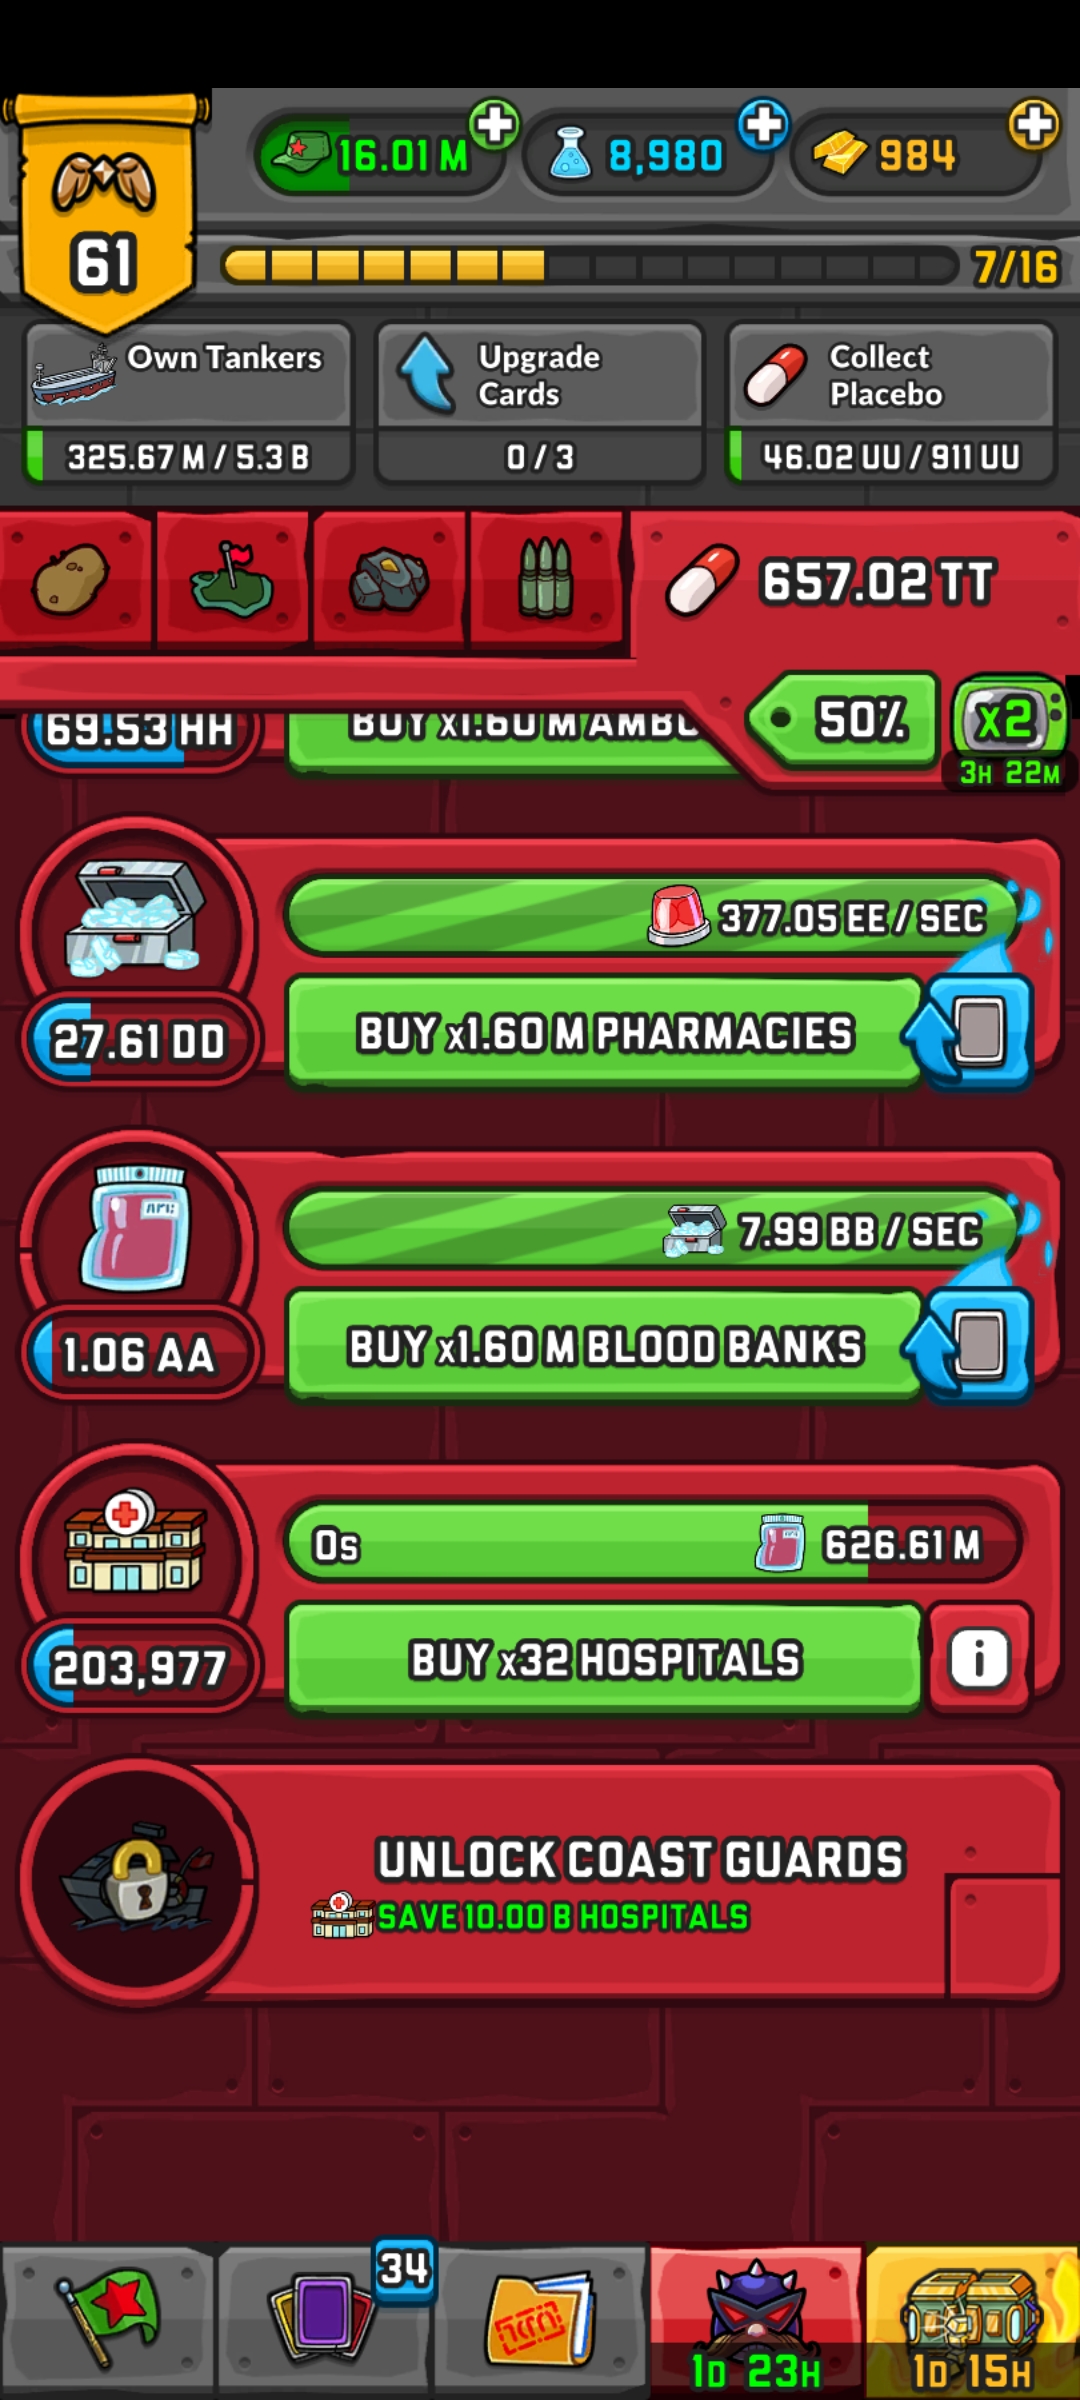 16.01 M
8,980
984
61
7/16
Own Tankers
325.67 M / 5.3 B
Upgrade
Cards
0 / 3
Collect
Placebo
46.02 UU / 911 UU
657.02 TT
50%
x2
3H 22M
69.53 HH
BUY x1.60 M AMBU
377.05 EE / SEC
27.61 DD
BUY x1.60 M PHARMACIES
7.99 BB / SEC
1.06 AA
BUY x1.60 M BLOOD BANKS
0s
626.61 M
203,977
BUY x32 HOSPITALS
i
UNLOCK COAST GUARDS
SAVE 10.00 B HOSPITALS
34
1D 23H
1D 15H